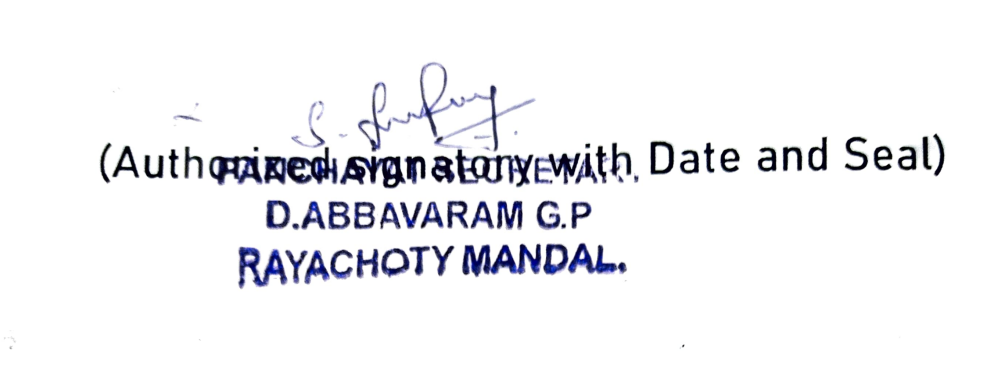 (Authorized signatory with Date and Seal)
PANCHAYAT SECRETARY.
D.ABBAVARAM G.P
RAYACHOTY MANDAL.